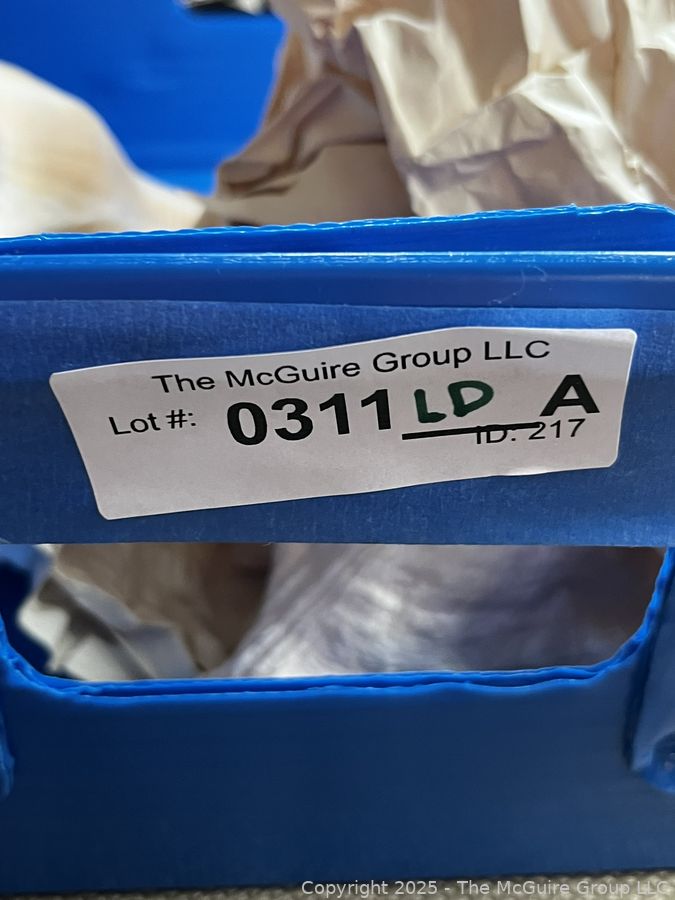 The McGuire Group LLC
Lot #: 0311 LD A
ID: 217
Copyright 2025 - The McGuire Group LLC